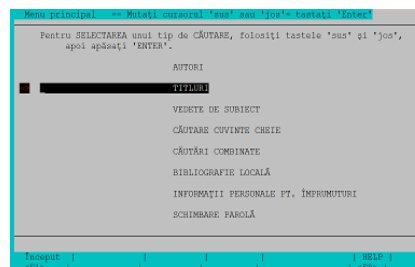 Menu principal == Mutaţi cursorul 'sus' sau 'jos'- tastaţi 'Enter'
Pentru SELECTAREA unui tip de CĂUTARE, folosiţi tastele 'sus' şi 'jos',
apoi apăsaţi 'ENTER'.
AUTORI
TITLURI
VEDETE DE SUBIECT
CĂUTARE CUVINTE CHEIE
CĂUTĂRI COMBINATE
BIBLIOGRAFIE LOCALĂ
INFORMAŢII PERSONALE PT. ÎMPRUMUTURI
SCHIMBARE PAROLĂ
Început | | | | | HELP |